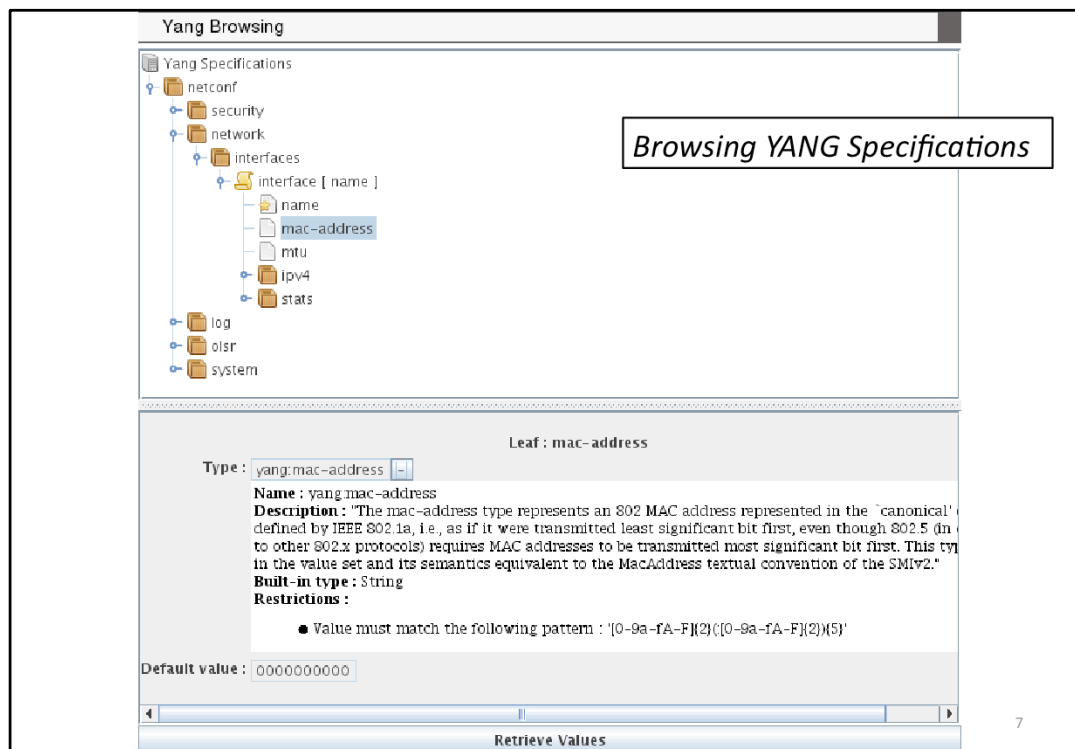 Yang Browsing
Yang Specifications
netconf
security
network
interfaces
interface [ name ]
name
mac-address
mtu
ipv4
stats
log
olsr
system
Browsing YANG Specifications
Leaf : mac-address
Type : yang:mac-address
Name : yang:mac-address
Description : "The mac-address type represents an 802 MAC address represented in the `canonical'
defined by IEEE 802.1a, i.e., as if it were transmitted least significant bit first, even though 802.5 (in
to other 802.x protocols) requires MAC addresses to be transmitted most significant bit first. This
in the value set and its semantics equivalent to the MacAddress textual convention of the SMIv2."
Built-in type : String
Restrictions :
● Value must match the following pattern : '[0-9a-fA-F]{2}(:[0-9a-fA-F]{2}){5}'
Default value : 0000000000
Retrieve Values
7